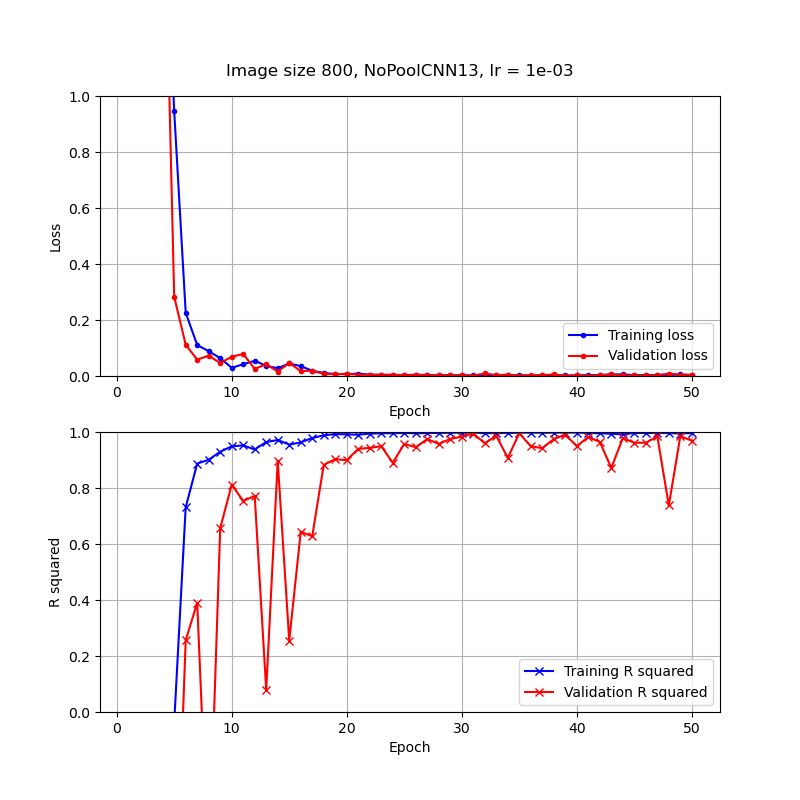 Image size 800, NoPoolCNN13, lr = 1e-03
1.0
0.8
0.6
0.4
0.2
0.0
Loss
Training loss
Validation loss
0 10 20 30 40 50
Epoch
1.0
0.8
0.6
0.4
0.2
0.0
R squared
Training R squared
Validation R squared
0 10 20 30 40 50
Epoch